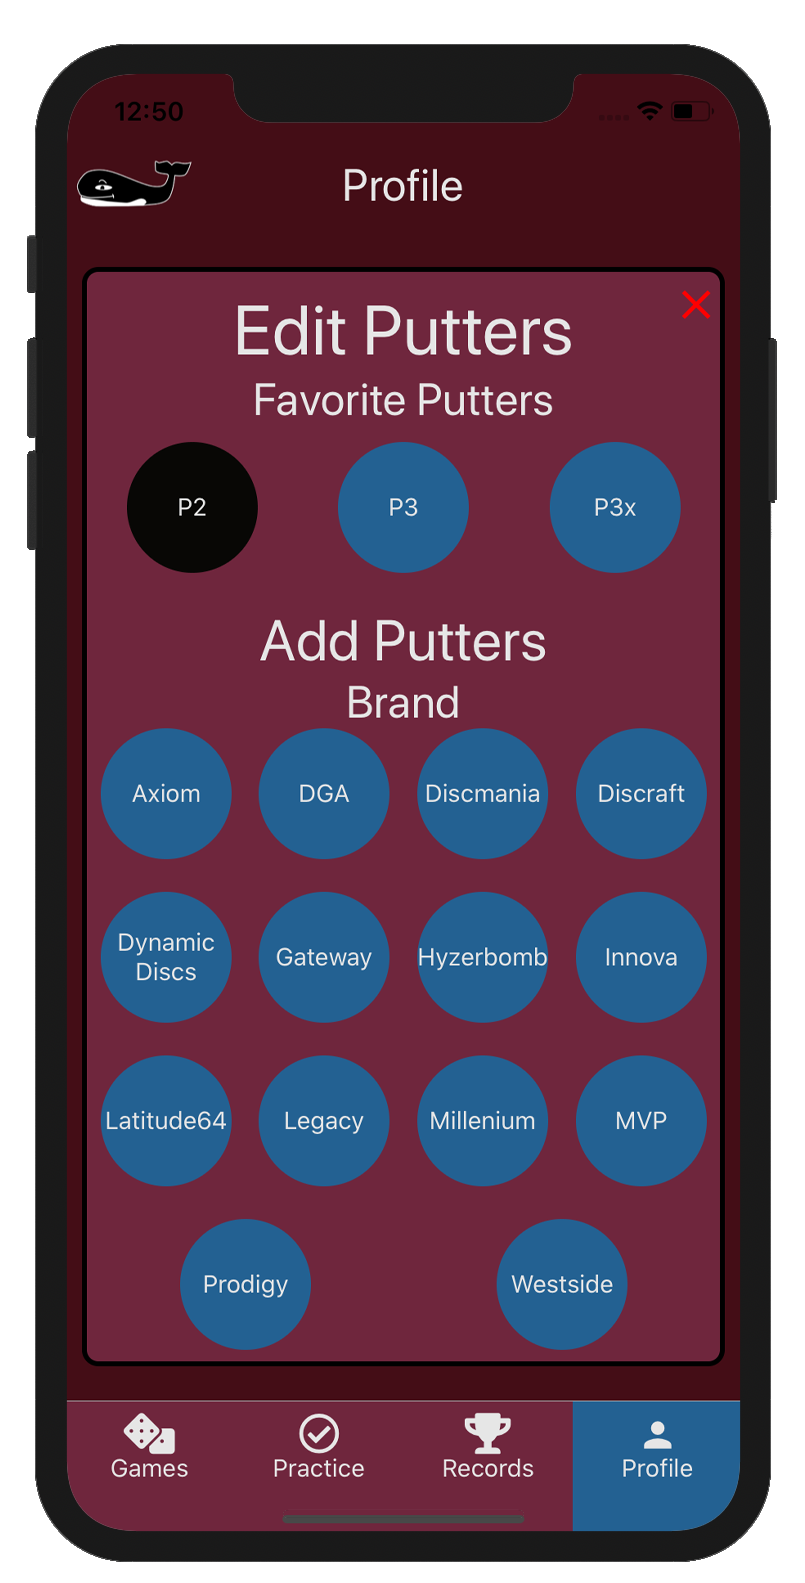 12:50
Profile
Edit Putters
Favorite Putters
P2
P3
P3x
Add Putters
Brand
Axiom
DGA
Discmania
Discraft
Dynamic
Discs
Gateway
Hyzerbomb
Innova
Latitude64
Legacy
Millenium
MVP
Prodigy
Westside
Games
Practice
Records
Profile